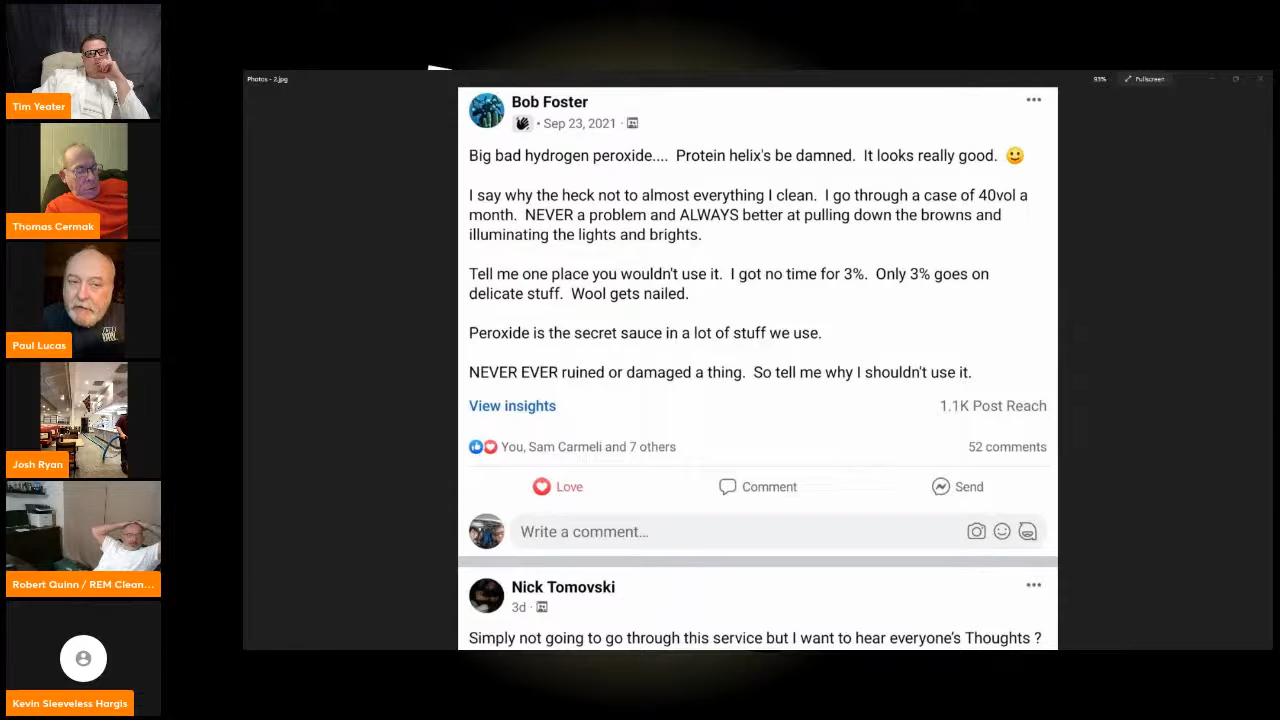 Tim Yeater
Thomas Cermak
Paul Lucas
Josh Ryan
Robert Quinn / REM Clean...
Kevin Sleeveless Hargis
Photos - 2.jpg
93%
Fullscreen
Bob Foster
• Sep 23, 2021 ·
Big bad hydrogen peroxide.... Protein helix's be damned. It looks really good. 🙂
I say why the heck not to almost everything I clean. I go through a case of 40vol a
month. NEVER a problem and ALWAYS better at pulling down the browns and
illuminating the lights and brights.
Tell me one place you wouldn't use it. I got no time for 3%. Only 3% goes on
delicate stuff. Wool gets nailed.
Peroxide is the secret sauce in a lot of stuff we use.
NEVER EVER ruined or damaged a thing. So tell me why I shouldn't use it.
View insights
1.1K Post Reach
You, Sam Carmeli and 7 others
52 comments
Love
Comment
Send
Write a comment...
Nick Tomovski
3d ·
Simply not going to go through this service but I want to hear everyone's Thoughts ?